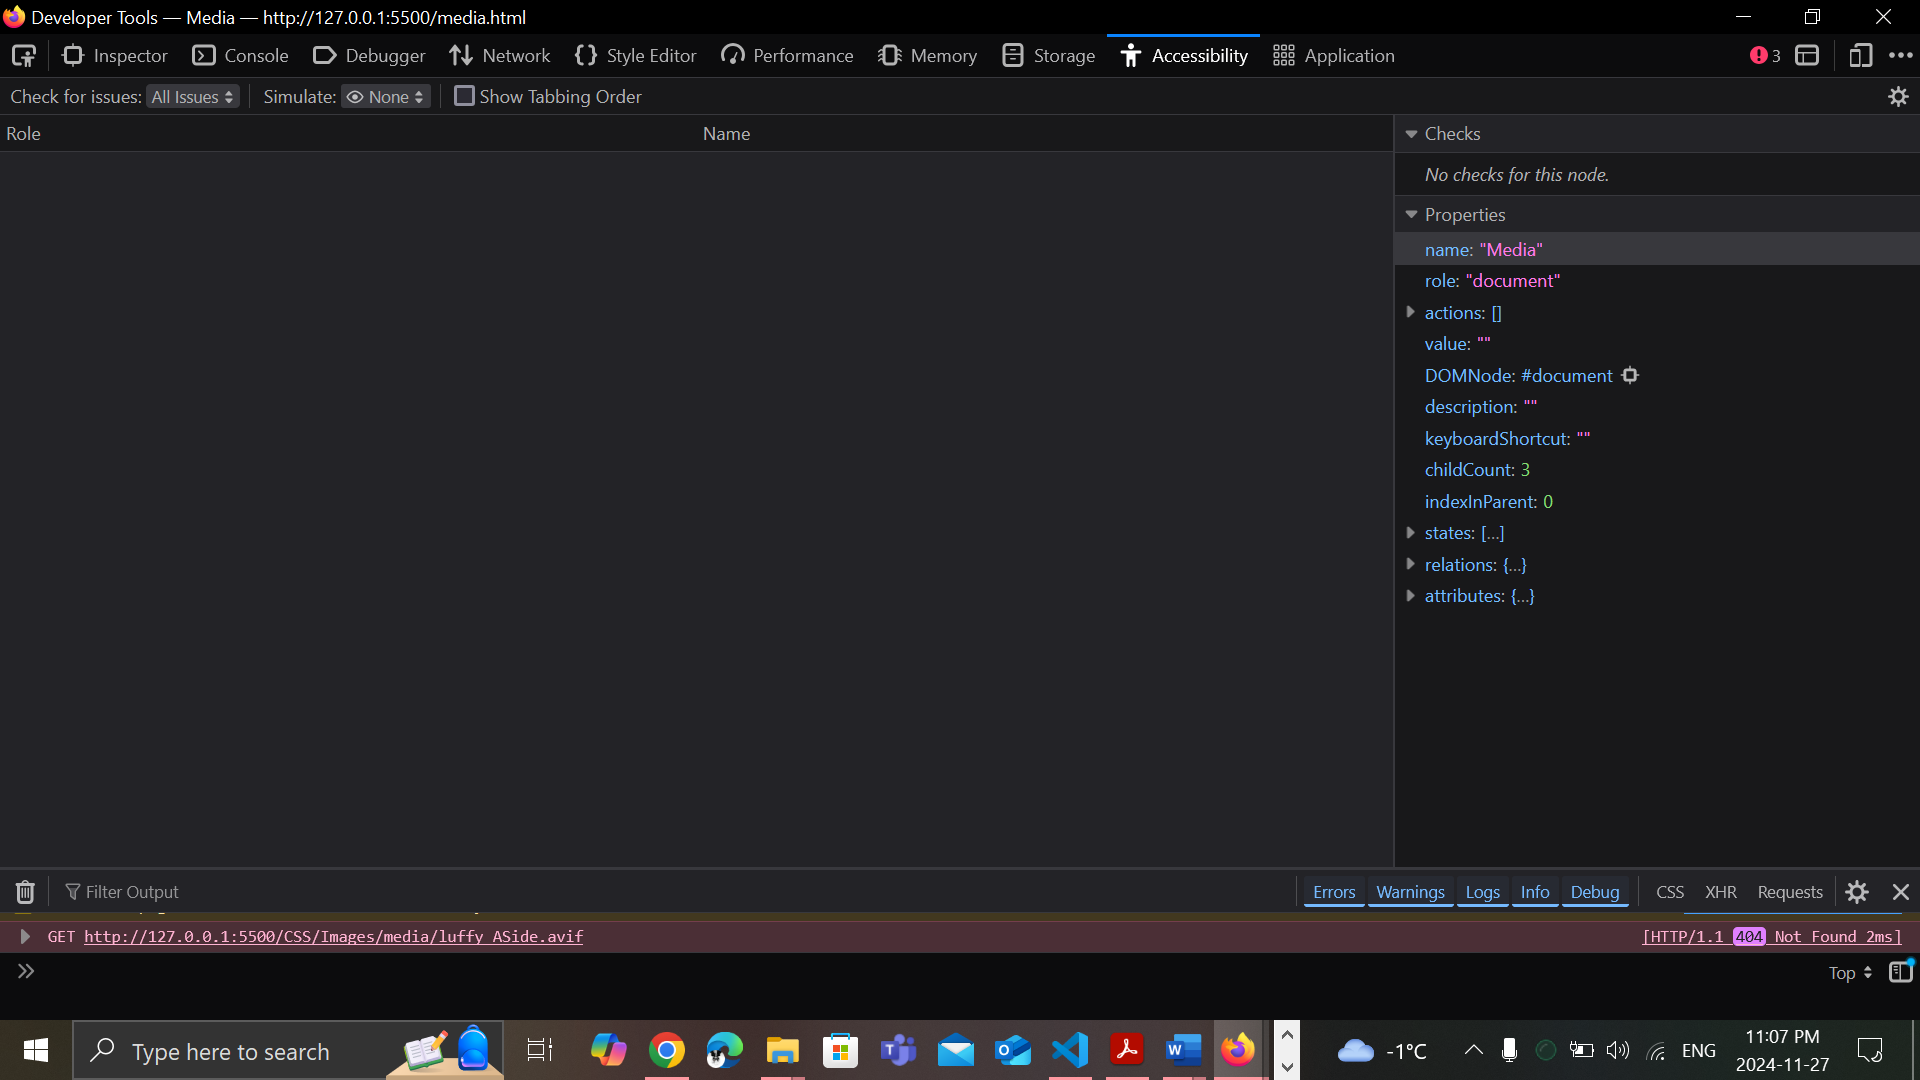 Developer Tools — Media — http://127.0.0.1:5500/media.html
Inspector Console Debugger Network Style Editor Performance Memory Storage Accessibility Application 3
Check for issues: All Issues Simulate: None Show Tabbing Order
Role Name
Checks
No checks for this node.
Properties
name: "Media"
role: "document"
actions: []
value: ""
DOMNode: #document
description: ""
keyboardShortcut: ""
childCount: 3
indexInParent: 0
states: […]
relations: {…}
attributes: {…}
Filter Output Errors Warnings Logs Info Debug CSS XHR Requests
GET http://127.0.0.1:5500/CSS/Images/media/luffy ASide.avif [HTTP/1.1 404 Not Found 2ms]
Top
Type here to search -1°C ENG 11:07 PM
2024-11-27